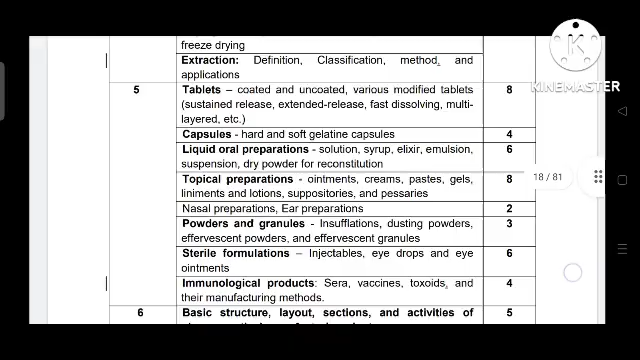 freeze drying
Extraction: Definition, Classification, method, and
applications
5 Tablets – coated and uncoated, various modified tablets 8
(sustained release, extended-release, fast dissolving, multi-
layered, etc.)
Capsules - hard and soft gelatine capsules 4
Liquid oral preparations - solution, syrup, elixir, emulsion, 6
suspension, dry powder for reconstitution
Topical preparations - ointments, creams, pastes, gels, 8
liniments and lotions, suppositories, and pessaries
Nasal preparations, Ear preparations 2
Powders and granules - Insufflations, dusting powders, 3
effervescent powders, and effervescent granules
Sterile formulations – Injectables, eye drops and eye 6
ointments
Immunological products: Sera, vaccines, toxoids, and 4
their manufacturing methods.
6 Basic structure, layout, sections, and activities of 5
KINEMASTER
18 / 81